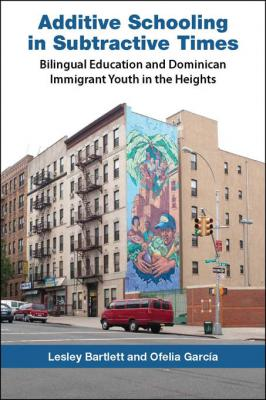 Additive Schooling
in Subtractive Times
Bilingual Education and Dominican
Immigrant Youth in the Heights
Lesley Bartlett and Ofelia García